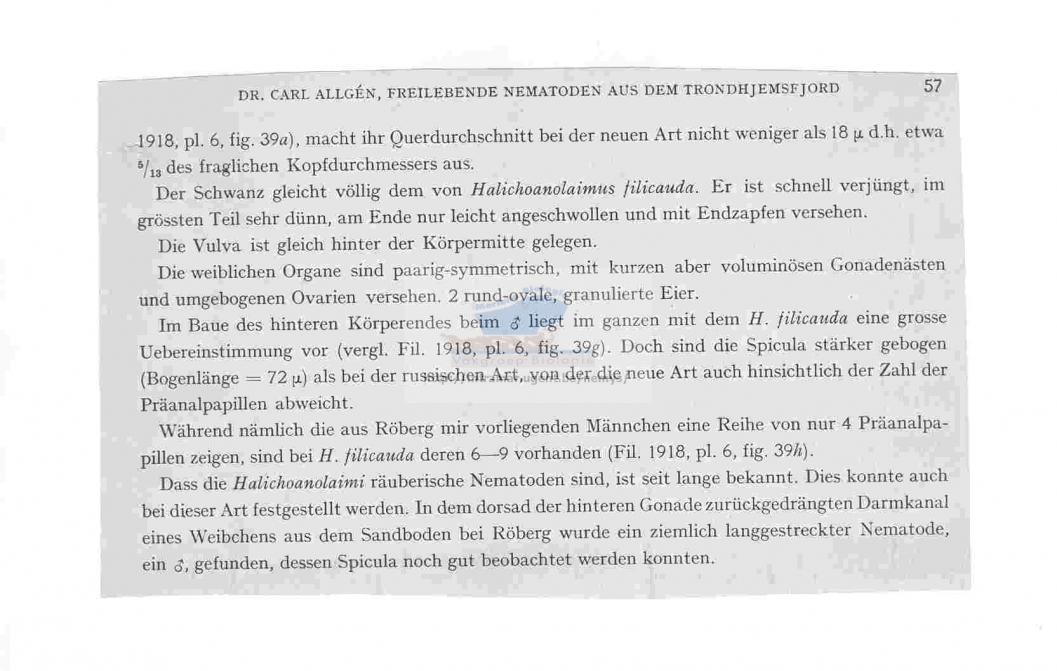 DR. CARL ALLGÉN, FREILEBENDE NEMATODEN AUS DEM TRONDHJEMSFJORD 57
1918, pl. 6, fig. 39a), macht ihr Querdurchschnitt bei der neuen Art nicht weniger als 18 µ d.h. etwa
5/13 des fraglichen Kopfdurchmessers aus.
Der Schwanz gleicht völlig dem von Halichoanolaimus filicauda. Er ist schnell verjüngt, im
grössten Teil sehr dünn, am Ende nur leicht angeschwollen und mit Endzapfen versehen.
Die Vulva ist gleich hinter der Körpermitte gelegen.
Die weiblichen Organe sind paarig-symmetrisch, mit kurzen aber voluminösen Gonadenästen
und umgebogenen Ovarien versehen. 2 rund-ovale, granulierte Eier.
Im Baue des hinteren Körperendes beim ♂ liegt im ganzen mit dem H. filicauda eine grosse
Uebereinstimmung vor (vergl. Fil. 1918, pl. 6, fig. 39g). Doch sind die Spicula stärker gebogen
(Bogenlänge = 72 µ) als bei der russischen Art, von der die neue Art auch hinsichtlich der Zahl der
Präanalpapillen abweicht.
Während nämlich die aus Röberg mir vorliegenden Männchen eine Reihe von nur 4 Präanalpa-
pillen zeigen, sind bei H. filicauda deren 6—9 vorhanden (Fil. 1918, pl. 6, fig. 39h).
Dass die Halichoanolaimi räuberische Nematoden sind, ist seit lange bekannt. Dies konnte auch
bei dieser Art festgestellt werden. In dem dorsad der hinteren Gonade zurückgedrängten Darmkanal
eines Weibchens aus dem Sandboden bei Röberg wurde ein ziemlich langgestreckter Nematode,
ein ♂, gefunden, dessen Spicula noch gut beobachtet werden konnten.